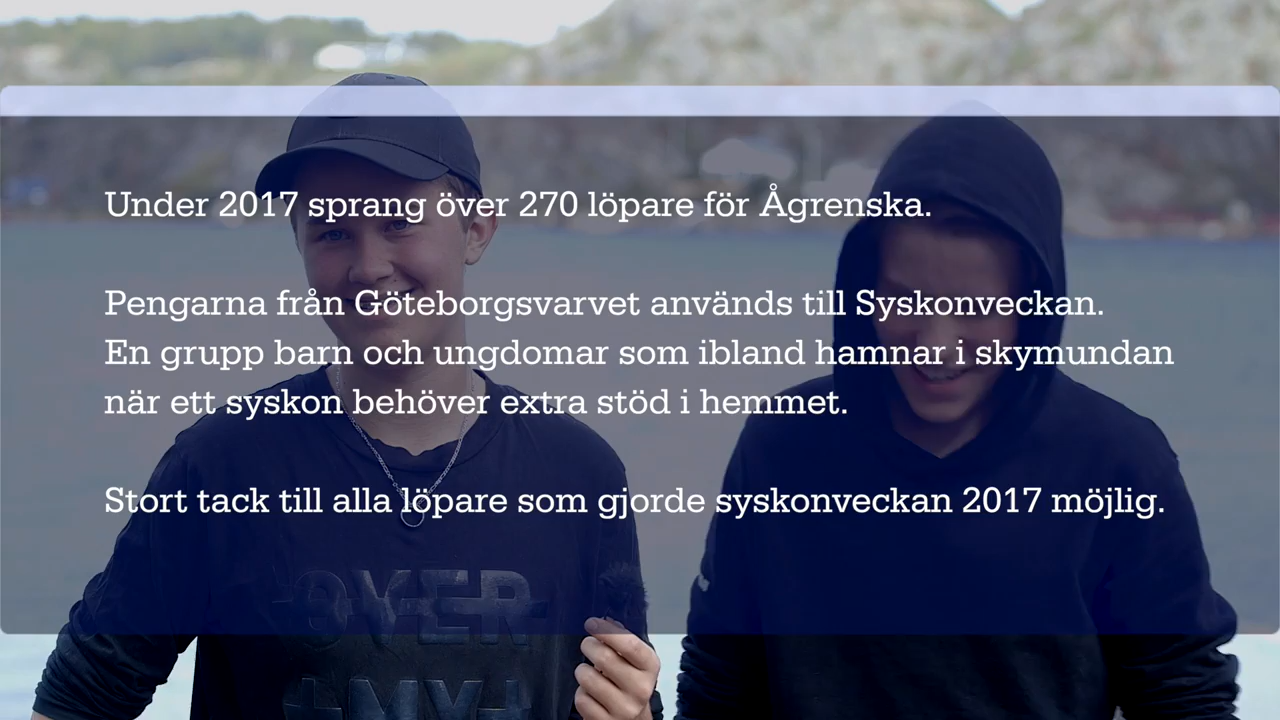 Under 2017 sprang över 270 löpare för Ågrenska.
Pengarna från Göteborgsvarvet används till Syskonveckan.
En grupp barn och ungdomar som ibland hamnar i skymundan
när ett syskon behöver extra stöd i hemmet.
Stort tack till alla löpare som gjorde syskonveckan 2017 möjlig.
OVER
MY